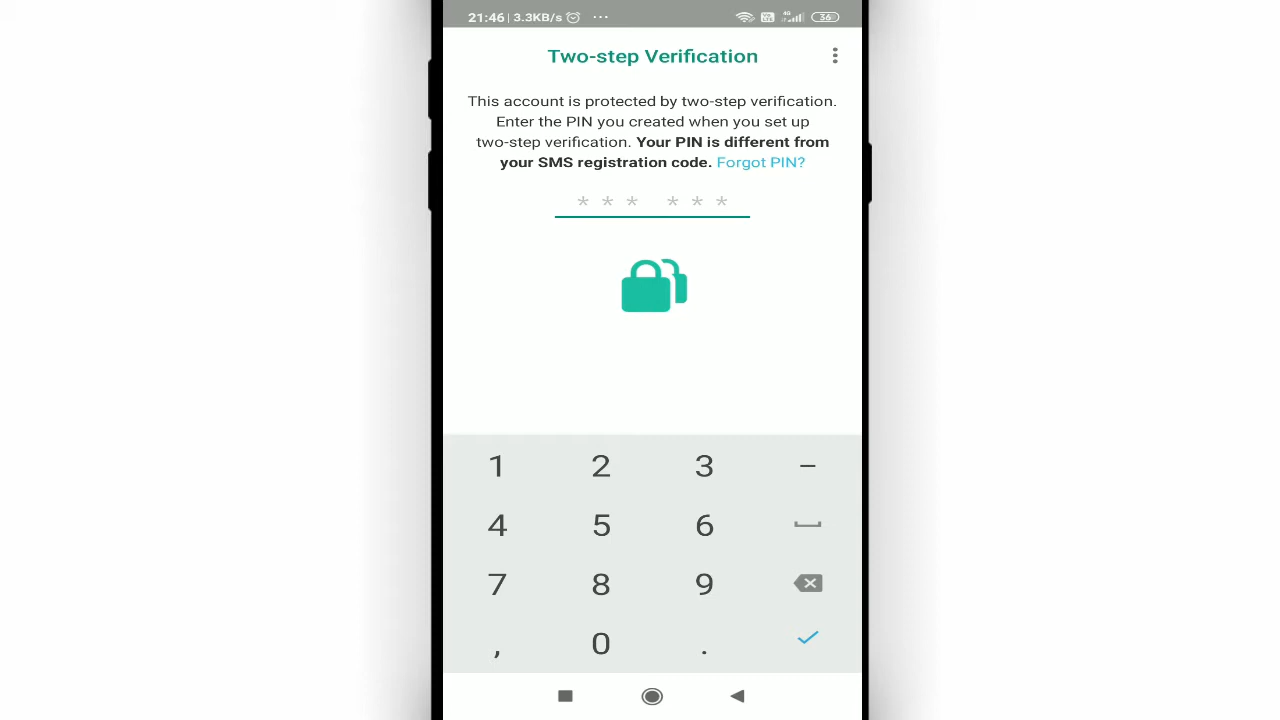 21:46 | 3.3KB/s ...
4G
36
Two-step Verification
This account is protected by two-step verification.
Enter the PIN you created when you set up
two-step verification. Your PIN is different from
your SMS registration code. Forgot PIN?
*** ***
1 2 3 –
4 5 6
7 8 9
, 0 .